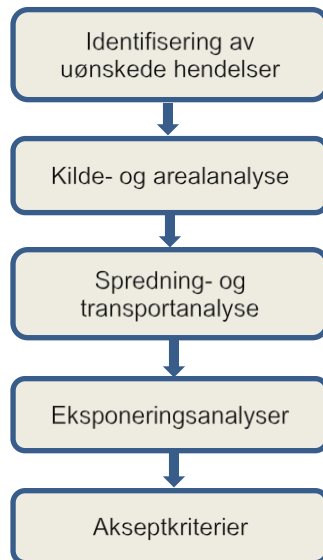 Identifisering av
uønskede hendelser
Kilde- og arealanalyse
Spredning- og
transportanalyse
Eksponeringsanalyser
Akseptkriterier